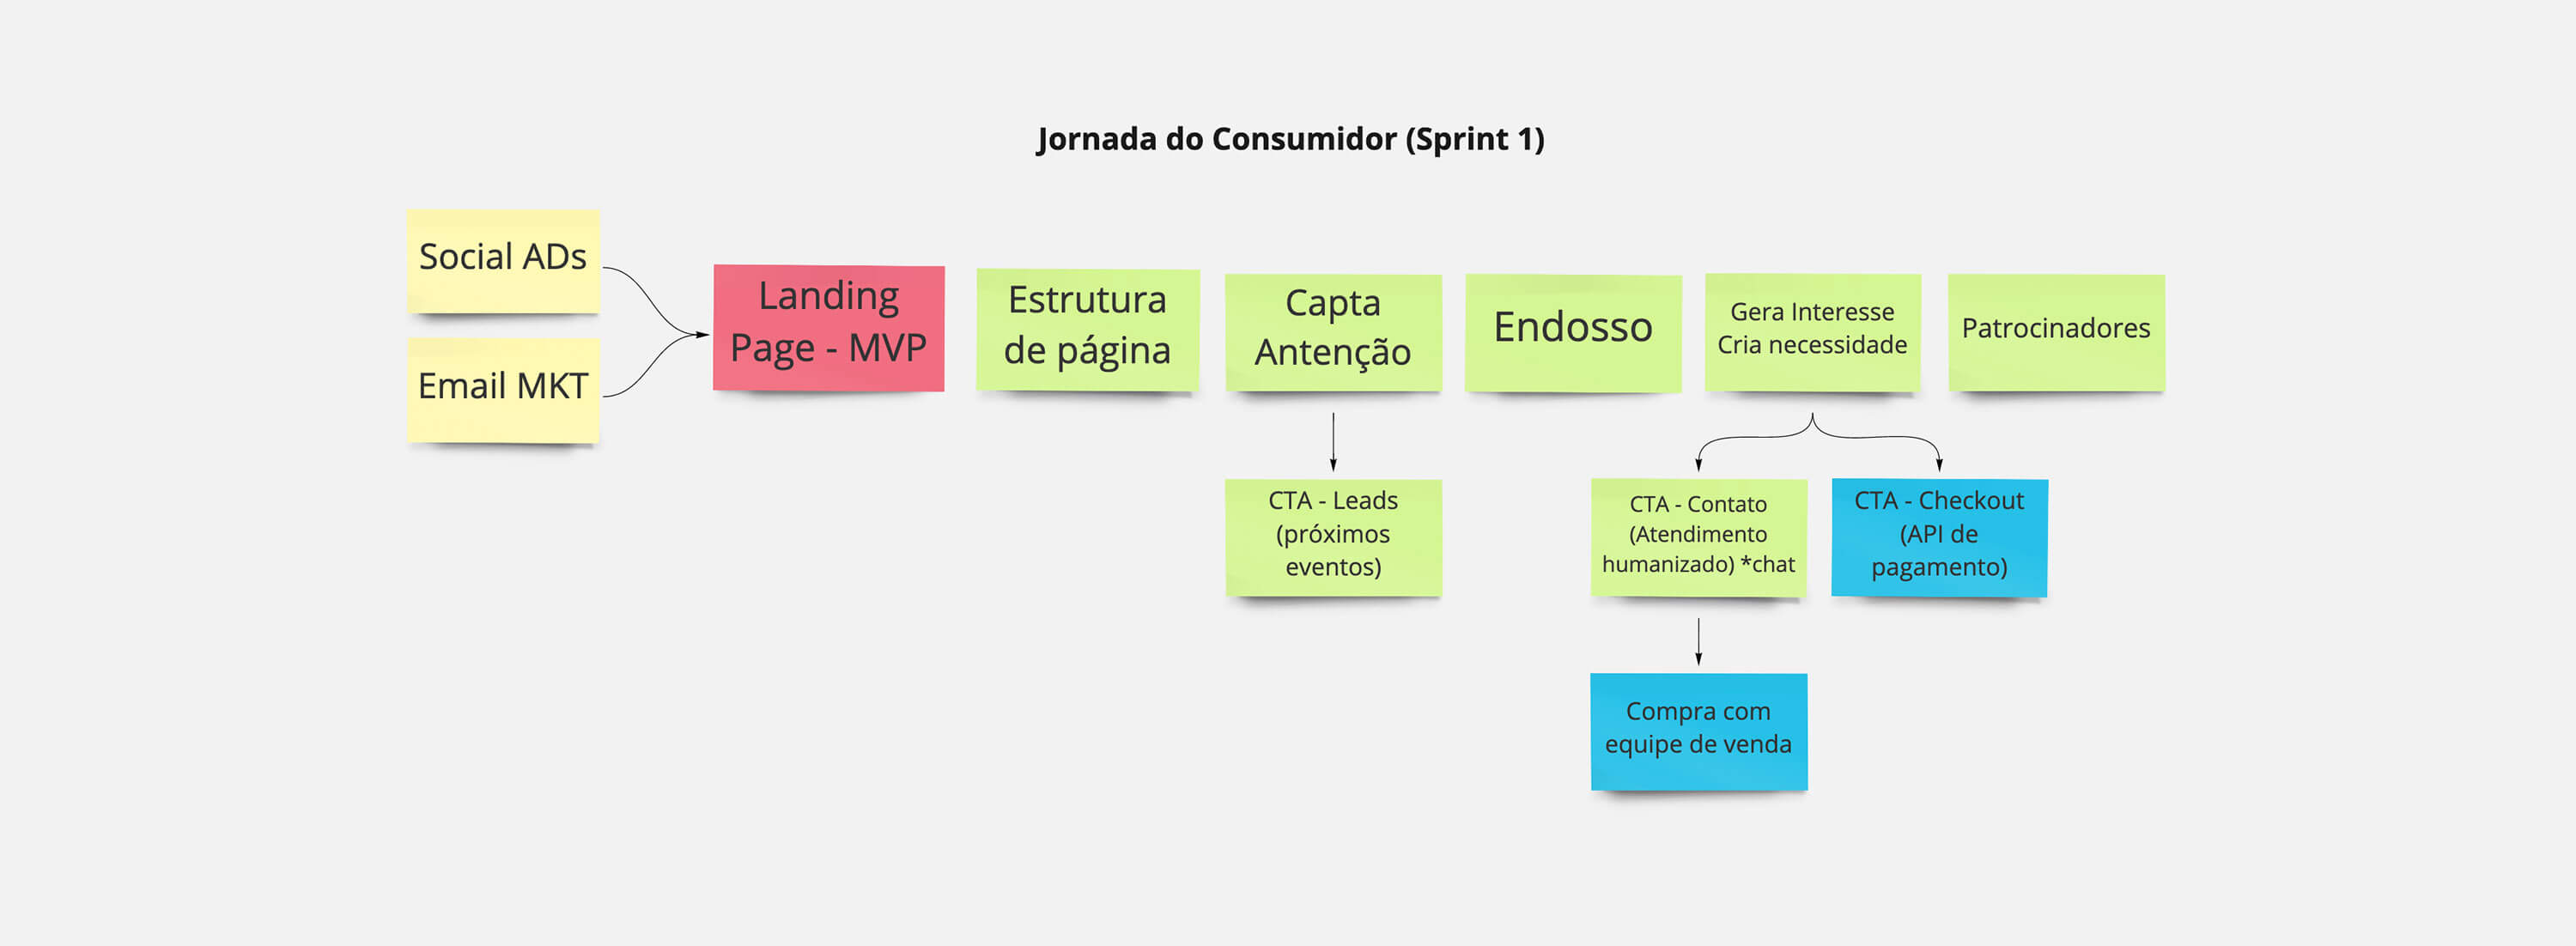 Jornada do Consumidor (Sprint 1)
Social ADs
Email MKT
Landing
Page - MVP
Estrutura
de página
Capta
Antenção
Endosso
Gera Interesse
Cria necessidade
Patrocinadores
CTA - Leads
(próximos
eventos)
CTA - Contato
(Atendimento
humanizado) *chat
CTA - Checkout
(API de
pagamento)
Compra com
equipe de venda